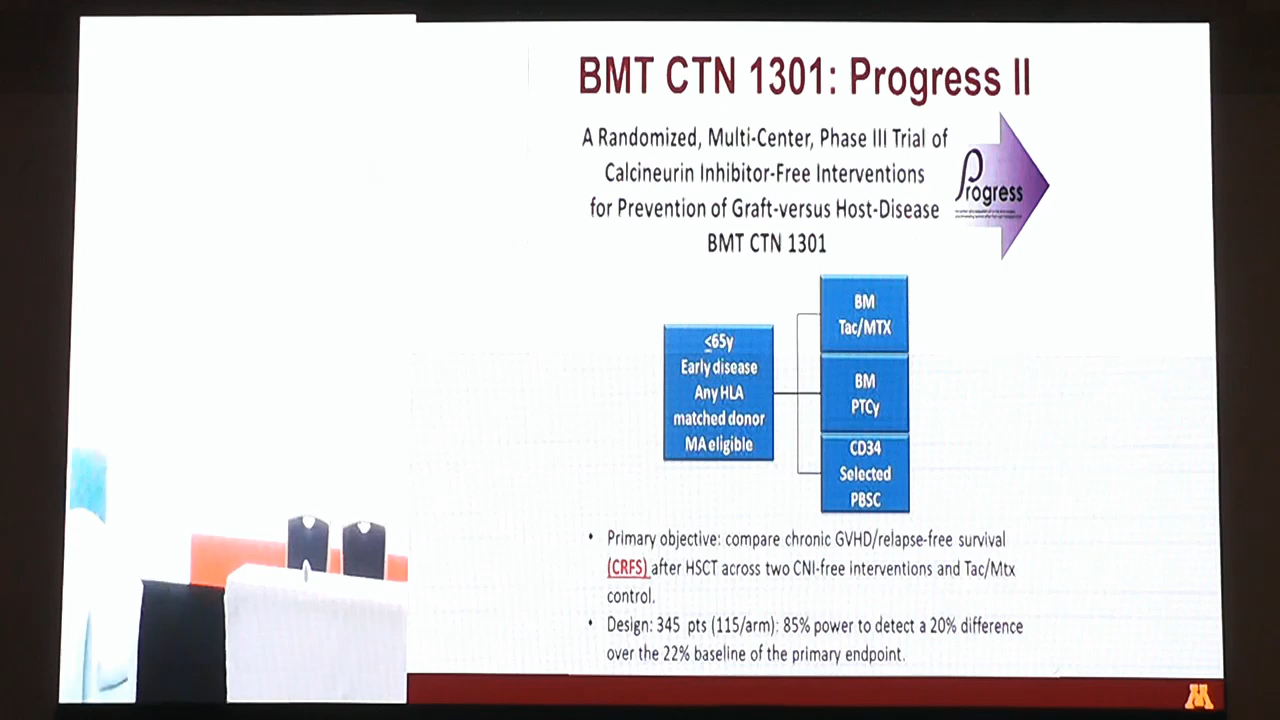 BMT CTN 1301: Progress II
A Randomized, Multi-Center, Phase III Trial of
Calcineurin Inhibitor-Free Interventions
for Prevention of Graft-versus Host-Disease
BMT CTN 1301
Progress
≤65y
Early disease
Any HLA
matched donor
MA eligible
BM
Tac/MTX
BM
PTCy
CD34
Selected
PBSC
• Primary objective: compare chronic GVHD/relapse-free survival
(CRFS) after HSCT across two CNI-free interventions and Tac/Mtx
control.
• Design: 345 pts (115/arm): 85% power to detect a 20% difference
over the 22% baseline of the primary endpoint.
M